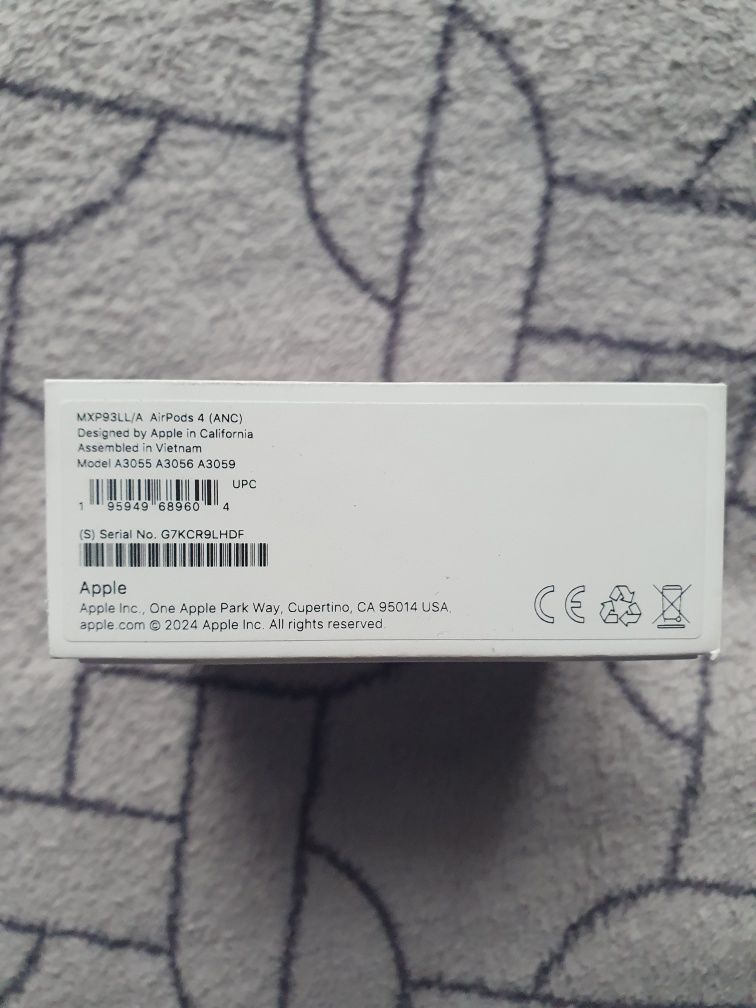 MXP93LL/A AirPods 4 (ANC)
Designed by Apple in California
Assembled in Vietnam
Model A3055 A3056 A3059
UPC
1 95949 68960 4
(S) Serial No. G7KCR9LHDF
Apple
Apple Inc., One Apple Park Way, Cupertino, CA 95014 USA.
apple.com © 2024 Apple Inc. All rights reserved.
CE